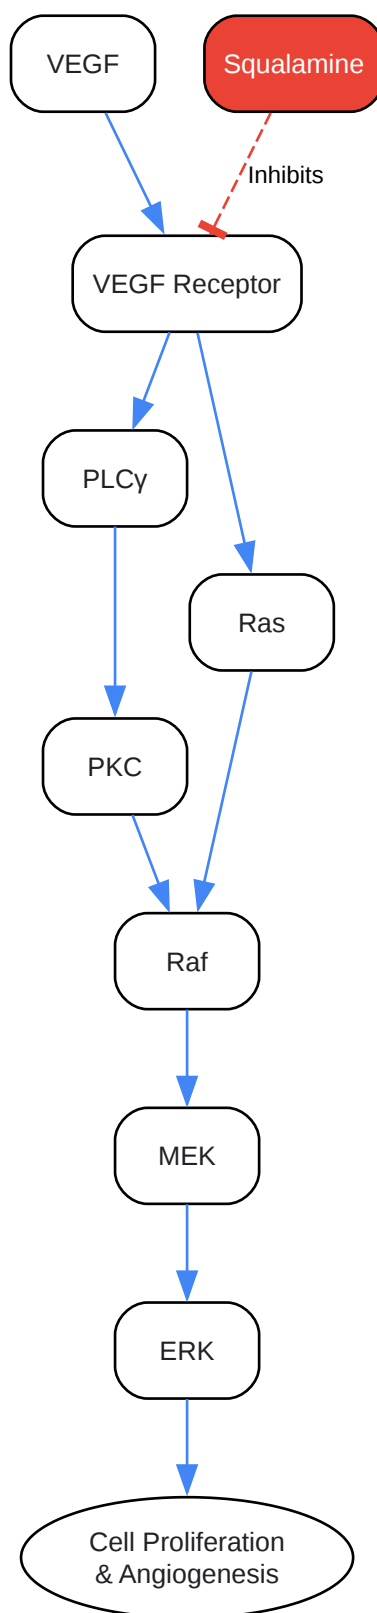 VEGF
Squalamine
Inhibits
VEGF Receptor
PLCγ
Ras
PKC
Raf
MEK
ERK
Cell Proliferation
& Angiogenesis